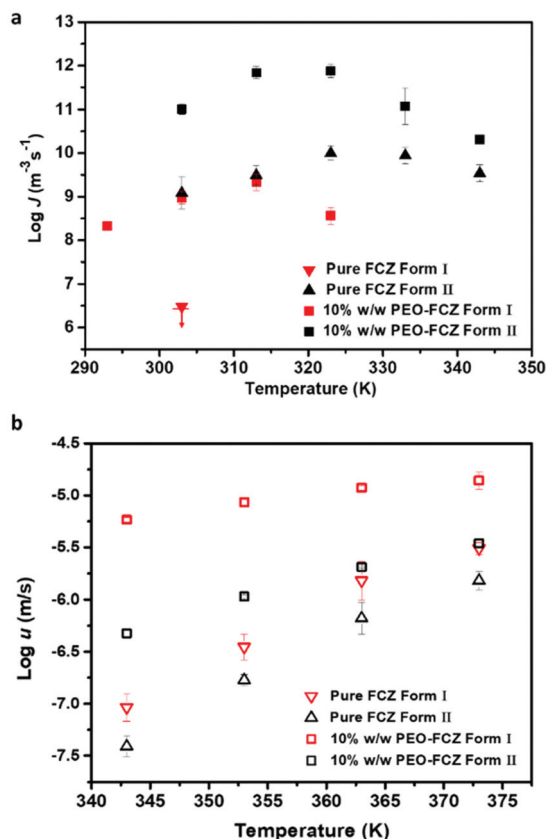 a
13
12
11
10
9
8
7
6
Log J (m⁻³ s⁻¹)
Pure FCZ Form I
Pure FCZ Form II
10% w/w PEO-FCZ Form I
10% w/w PEO-FCZ Form II
290 300 310 320 330 340 350
Temperature (K)
b
-4.5
-5.0
-5.5
-6.0
-6.5
-7.0
-7.5
Log u (m/s)
Pure FCZ Form I
Pure FCZ Form II
10% w/w PEO-FCZ Form I
10% w/w PEO-FCZ Form II
340 345 350 355 360 365 370 375
Temperature (K)